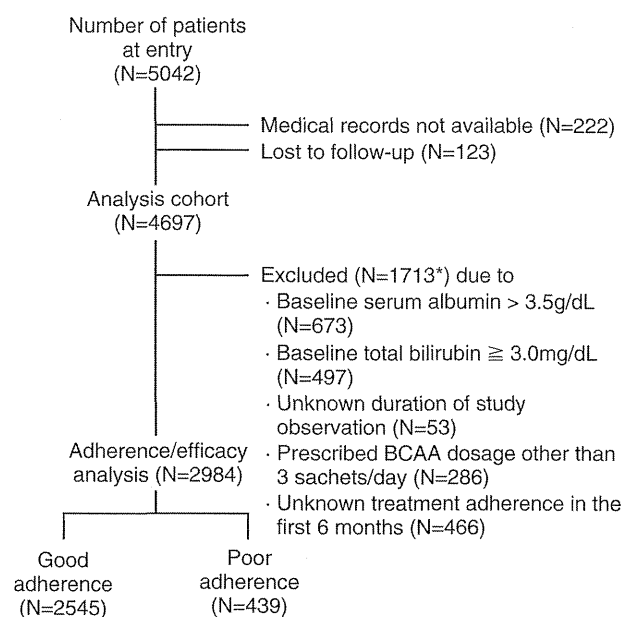 Number of patients
at entry
(N=5042)
Medical records not available (N=222)
Lost to follow-up (N=123)
Analysis cohort
(N=4697)
Excluded (N=1713*) due to
· Baseline serum albumin > 3.5g/dL
(N=673)
· Baseline total bilirubin ≧ 3.0mg/dL
(N=497)
· Unknown duration of study
observation (N=53)
· Prescribed BCAA dosage other than
3 sachets/day (N=286)
· Unknown treatment adherence in the
first 6 months (N=466)
Adherence/efficacy
analysis (N=2984)
Good
adherence
(N=2545)
Poor
adherence
(N=439)